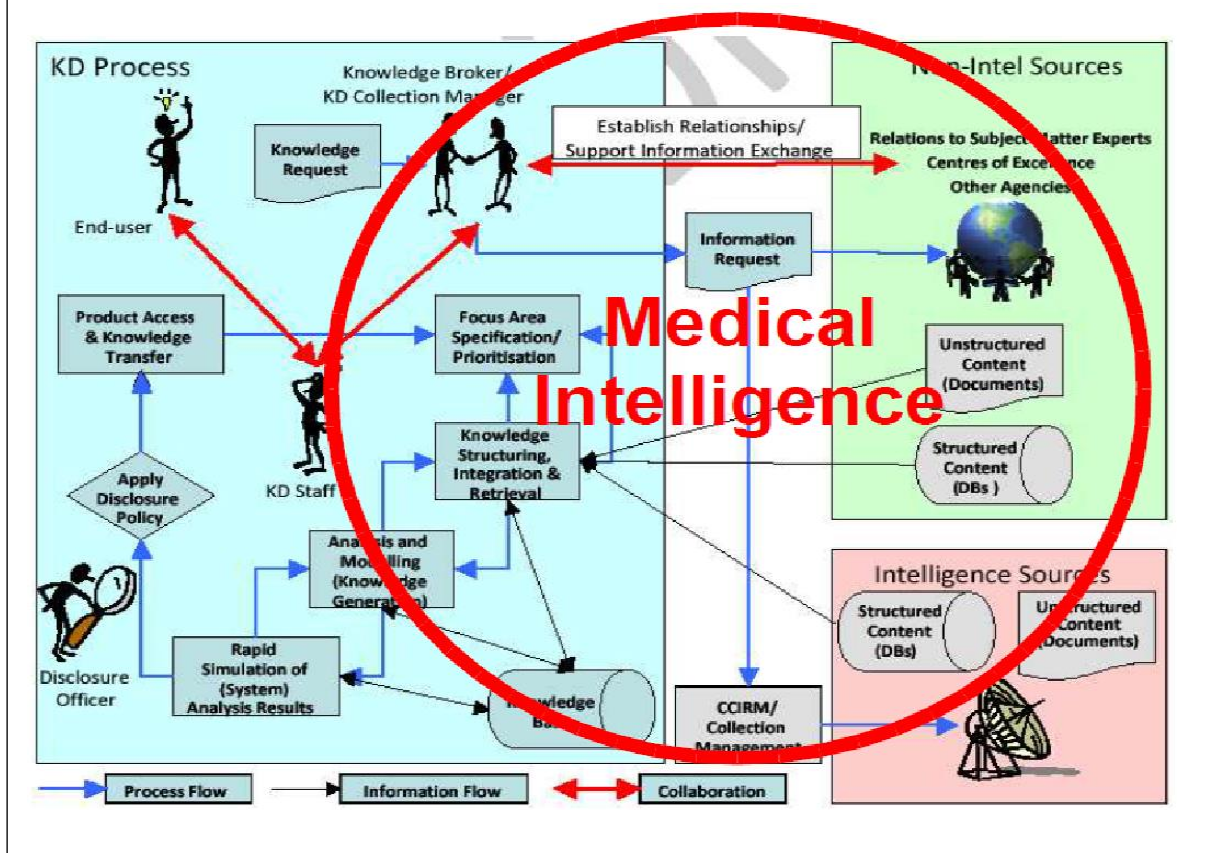 KD Process
Knowledge Broker/
KD Collection Manager
Non-Intel Sources
Knowledge
Request
Establish Relationships/
Support Information Exchange
Relations to Subject Matter Experts
Centres of Excellence
Other Agencies
End-user
Information
Request
Product Access
& Knowledge
Transfer
Focus Area
Specification/
Prioritisation
Medical
Intelligence
Unstructured
Content
(Documents)
Knowledge
Structuring,
Integration &
Retrieval
Structured
Content
(DBs )
KD Staff
Apply
Disclosure
Policy
Analysis and
Modelling
(Knowledge
Generation)
Intelligence Sources
Structured
Content
(DBs)
Unstructured
Content
(Documents)
Disclosure
Officer
Rapid
Simulation of
(System)
Analysis Results
Knowledge
Base
CCIRM/
Collection
Management
Process Flow
Information Flow
Collaboration